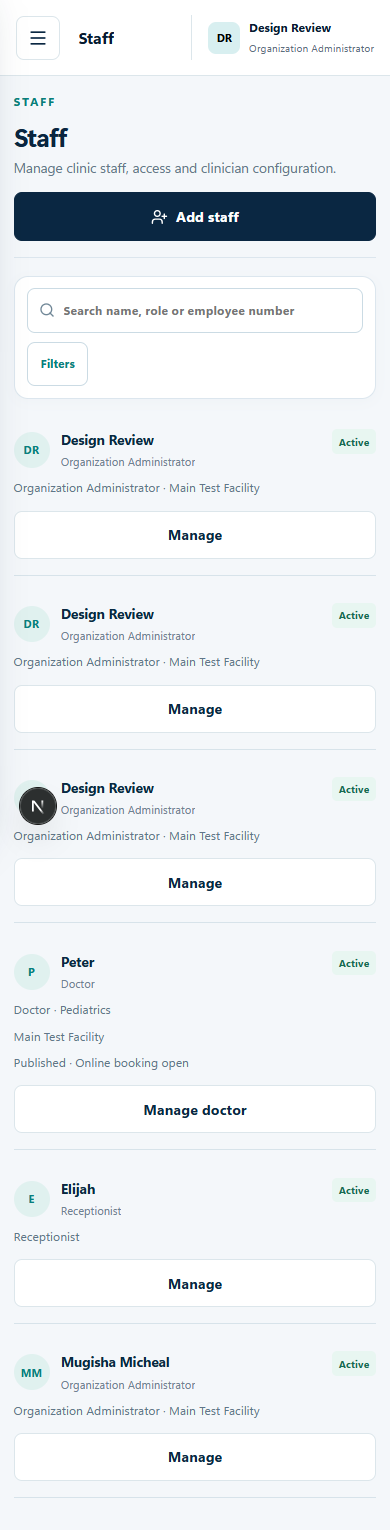 Staff
DR
Design Review
Organization Administrator
STAFF
Staff
Manage clinic staff, access and clinician configuration.
Add staff
Search name, role or employee number
Filters
DR
Design Review
Active
Organization Administrator
Organization Administrator · Main Test Facility
Manage
DR
Design Review
Active
Organization Administrator
Organization Administrator · Main Test Facility
Manage
Design Review
Active
N
Organization Administrator
Organization Administrator · Main Test Facility
Manage
P
Peter
Active
Doctor
Doctor · Pediatrics
Main Test Facility
Published · Online booking open
Manage doctor
E
Elijah
Active
Receptionist
Receptionist
Manage
MM
Mugisha Micheal
Active
Organization Administrator
Organization Administrator · Main Test Facility
Manage